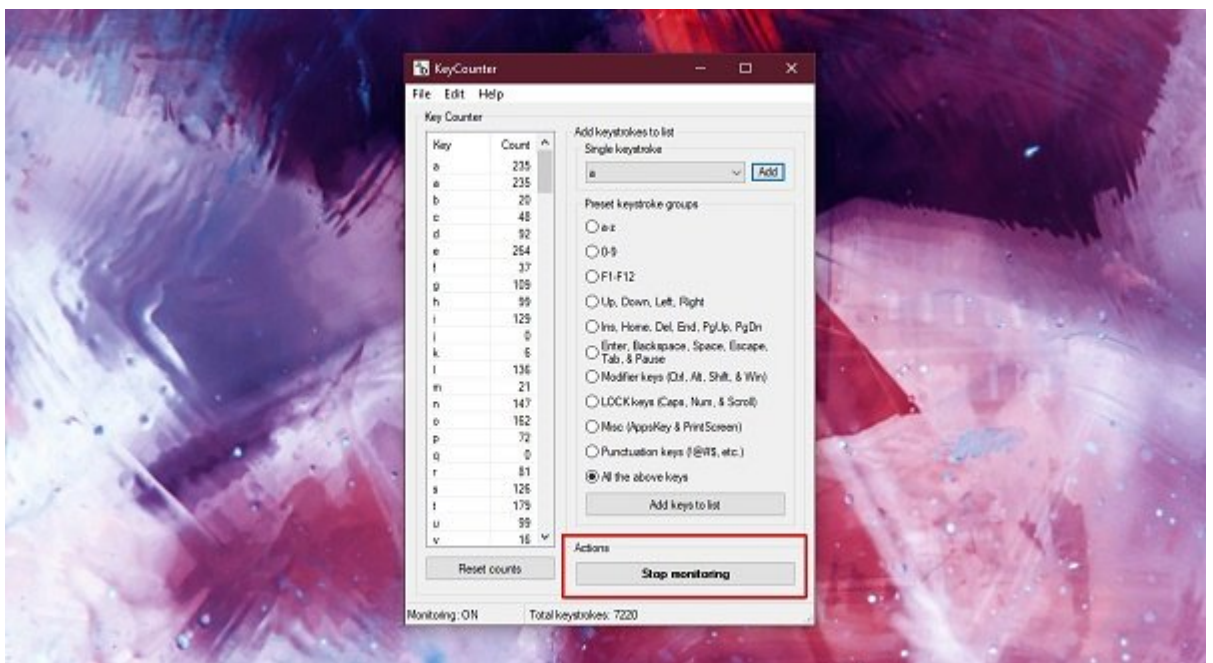 KeyCounter
File Edit Help
Key Counter
Key Count
a 235
a 235
b 20
c 48
d 92
e 264
f 37
g 109
h 99
i 129
j 0
k 6
l 136
m 21
n 147
o 162
p 72
q 0
r 81
s 126
t 179
u 99
v 16
Reset counts
Add keystrokes to list
Single keystroke
a Add
Preset keystroke groups
a-z
0-9
F1-F12
Up, Down, Left, Right
Ins, Home, Del, End, PgUp, PgDn
Enter, Backspace, Space, Escape,
Tab, & Pause
Modifier keys (Ctrl, Alt, Shift, & Win)
LOCK keys (Caps, Num, & Scroll)
Misc (AppsKey & PrintScreen)
Punctuation keys (!@#$, etc.)
All the above keys
Add keys to list
Actions
Stop monitoring
Monitoring: ON Total keystrokes: 7220